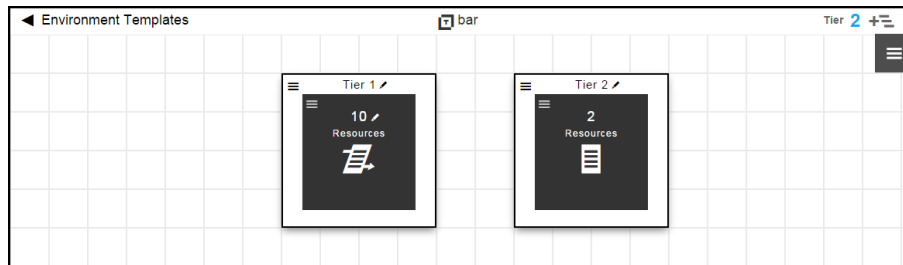 Environment Templates
T bar
Tier 2
Tier 1
10
Resources
Tier 2
2
Resources